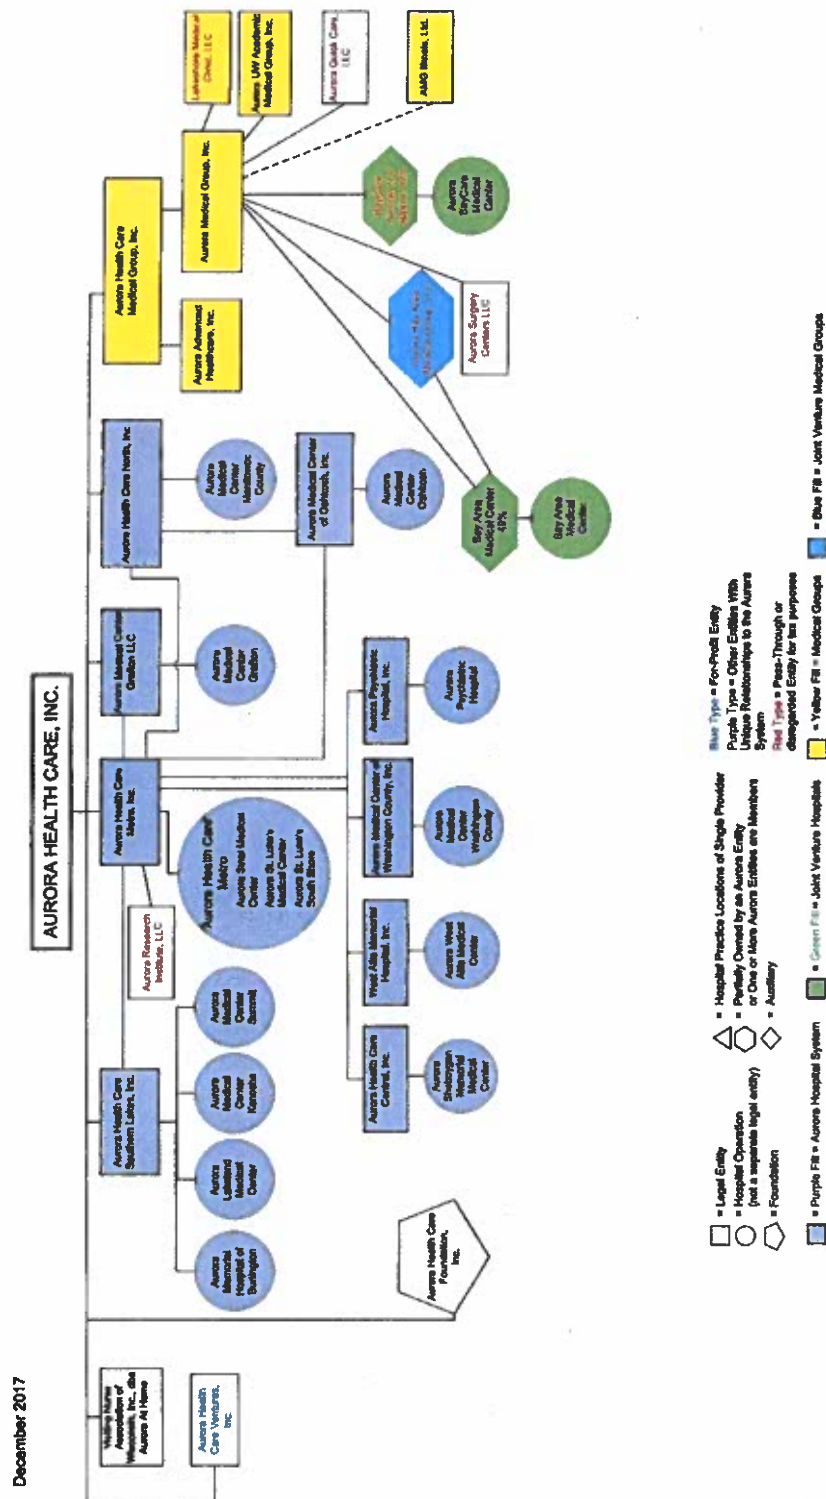 December 2017
AURORA HEALTH CARE, INC.
Visiting Nurse
Association of
Wisconsin, Inc., dba
Aurora At Home
Aurora Health
Care Ventures,
Inc.
Aurora Health Care
Foundation,
Inc.
Aurora Health Care
Southern Lakes, Inc.
Aurora
Memorial
Hospital of
Burlington
Aurora
Lakeland
Medical
Center
Aurora
Medical
Center
Kenosha
Aurora
Medical
Center
Summit
Aurora Research
Institute, LLC
Aurora Health Care
Metro, Inc.
Aurora Health Care
Metro
Aurora Sinai Medical
Center
Aurora St. Luke's
Medical Center
Aurora St. Luke's
South Shore
Aurora Health Care
Central, Inc.
Aurora
Sheboygan
Memorial
Medical
Center
West Allis Memorial
Hospital, Inc.
Aurora West
Allis Medical
Center
Aurora Medical Center of
Washington County, Inc.
Aurora
Medical
Center
Washington
County
Aurora Psychiatric
Hospital, Inc.
Aurora
Psychiatric
Hospital
Aurora Medical Center
Grafton LLC
Aurora
Medical
Center
Grafton
Aurora Health Care North, Inc
Aurora
Medical
Center
Manitowoc
County
Aurora Medical Center
of Oshkosh, Inc.
Aurora
Medical
Center
Oshkosh
Aurora Health Care
Medical Group, Inc.
Aurora Advanced
Healthcare, Inc.
Aurora Medical Group, Inc.
Lakeshore Medical
Clinic, LLC
Aurora UW Academic
Medical Group, Inc.
Aurora Quick Care,
LLC
AMG Illinois, Ltd.
Aurora
BayCare
Medical
Center
Aurora Surgery
Centers LLC
Bay Area
Medical Center
49%
Bay Area
Medical
Center
= Legal Entity
= Hospital Operation
(not a separate legal entity)
= Foundation
= Hospital Practice Locations of Single Provider
= Partially Owned by an Aurora Entity
or One or More Aurora Entities are Members
= Auxiliary
Blue Type = For-Profit Entity
Purple Type = Other Entities With
Unique Relationships to the Aurora
System
Red Type = Pass-Through or
disregarded Entity for tax purposes
= Purple Fill = Aurora Hospital System
= Green Fill = Joint Venture Hospitals
= Yellow Fill = Medical Groups
= Blue Fill = Joint Venture Medical Groups